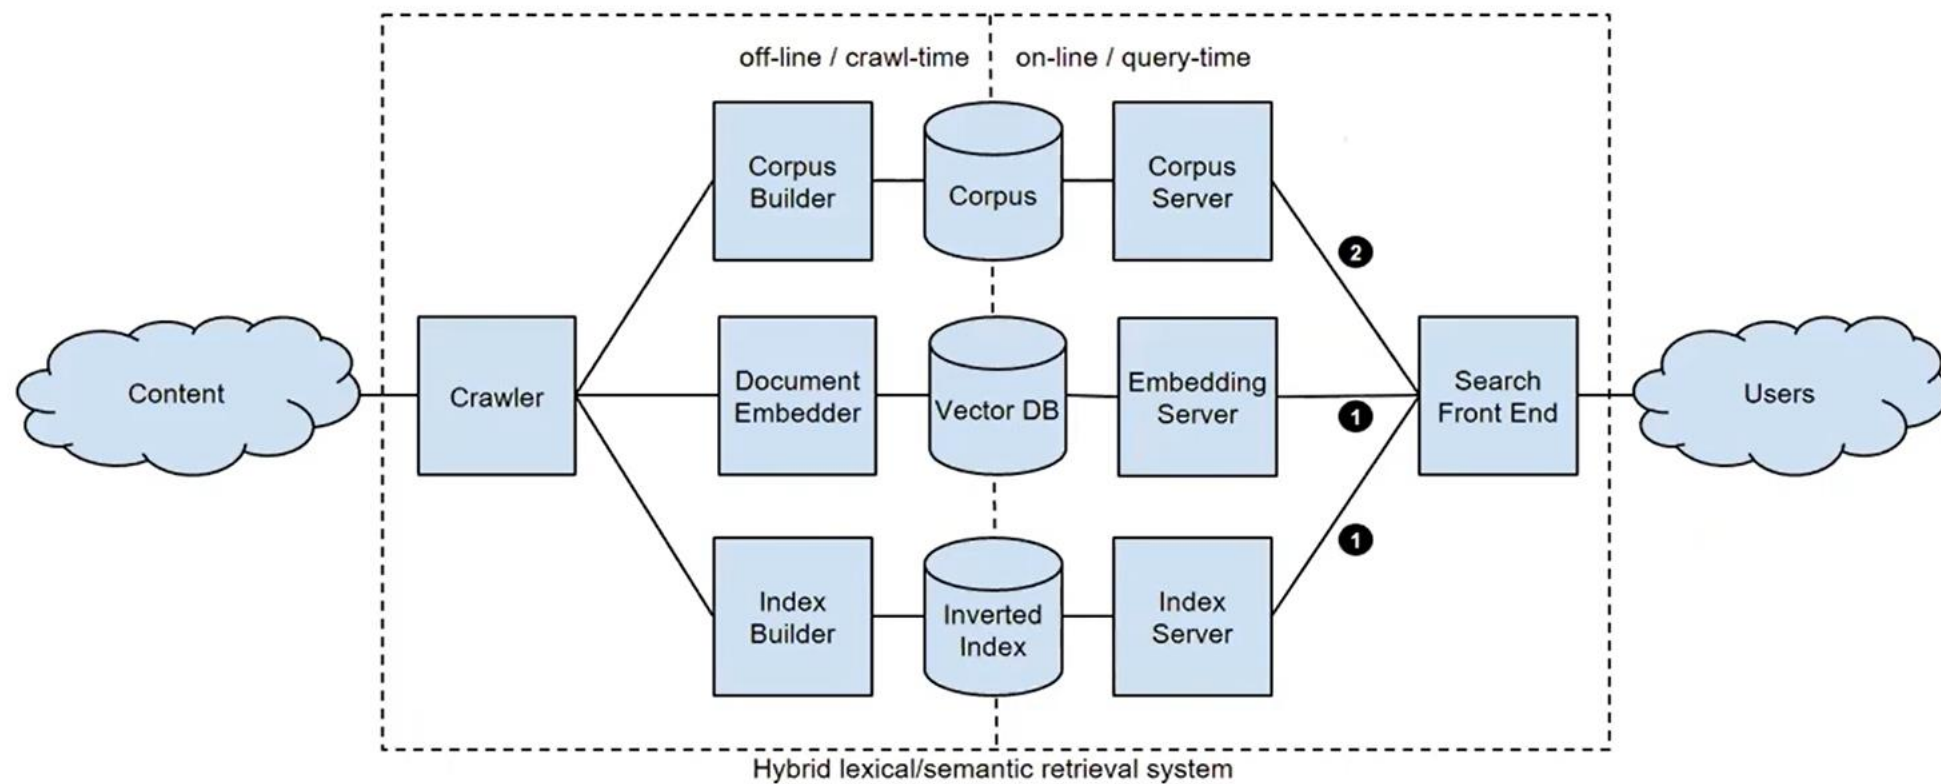 off-line / crawl-time
on-line / query-time
Corpus
Builder
Corpus
Corpus
Server
2
Content
Crawler
Document
Embedder
Vector DB
Embedding
Server
1
Search
Front End
Users
Index
Builder
Inverted
Index
Index
Server
1
Hybrid lexical/semantic retrieval system